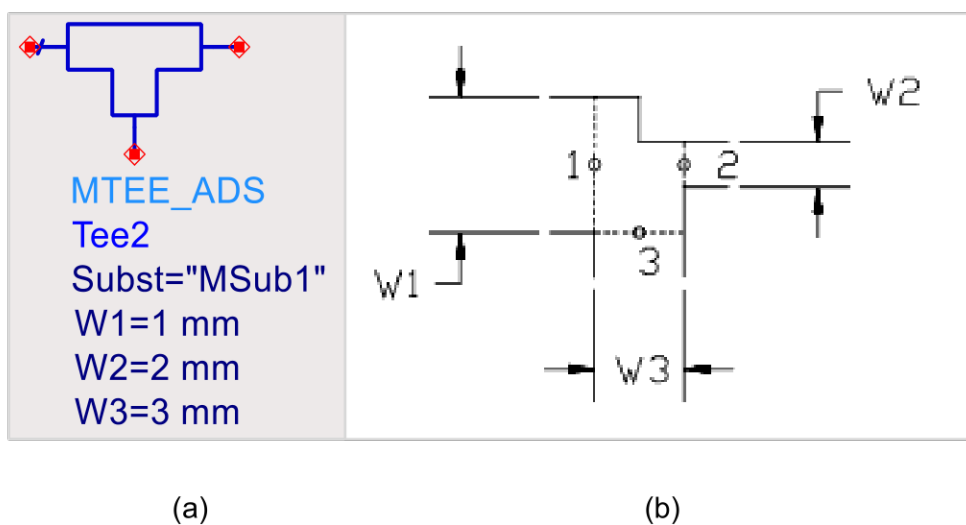 MTEE_ADS
Tee2
Subst="MSub1"
W1=1 mm
W2=2 mm
W3=3 mm
W2
1
2
3
W1
W3
(a)
(b)